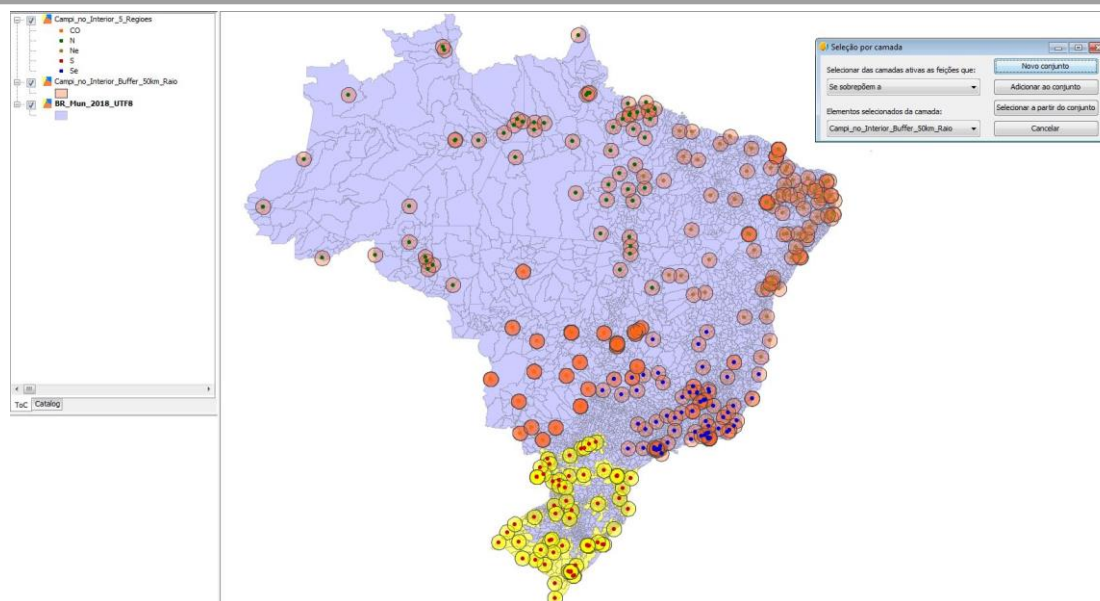 Campi_no_Interior_5_Regioes
CO
N
Ne
S
Se
Campi_no_Interior_Buffer_50km_Raio
BR_Mun_2018_UTF8
ToC
Catalog
Seleção por camada
Selecionar das camadas ativas as feições que:
Se sobrepõem a
Elementos selecionados da camada:
Campi_no_Interior_Buffer_50km_Raio
Novo conjunto
Adicionar ao conjunto
Selecionar a partir do conjunto
Cancelar